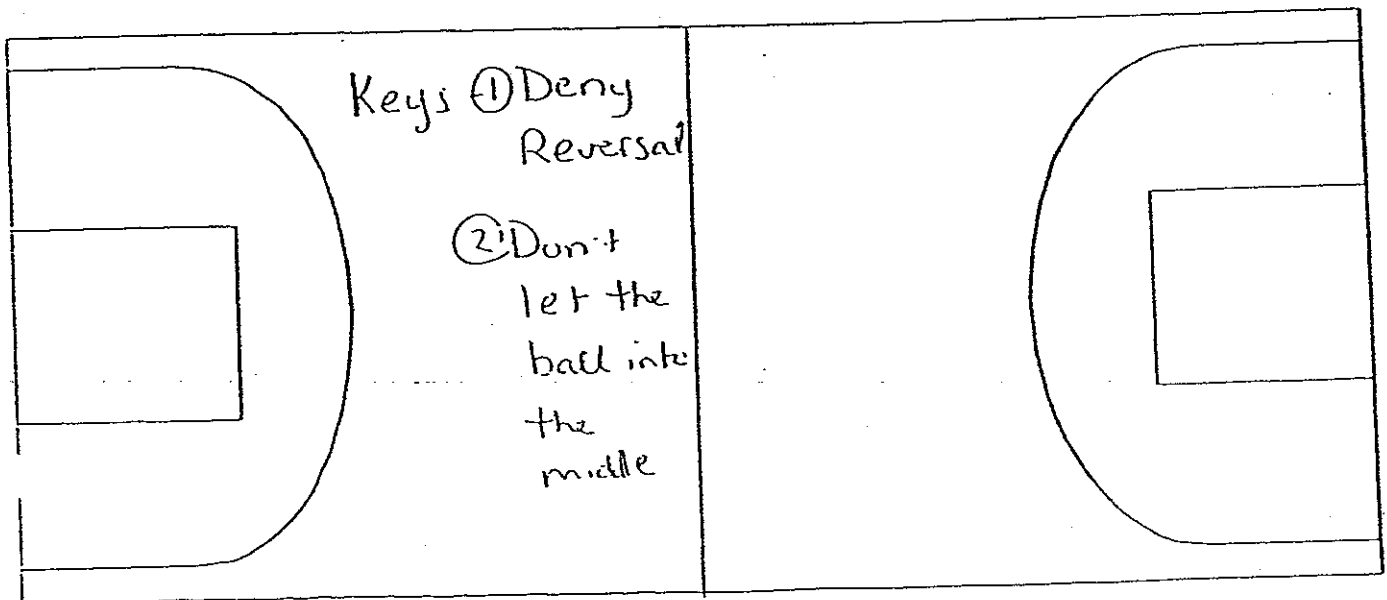 Keys ① Deny
Reversal
② Don't
let the
ball into
the
middle